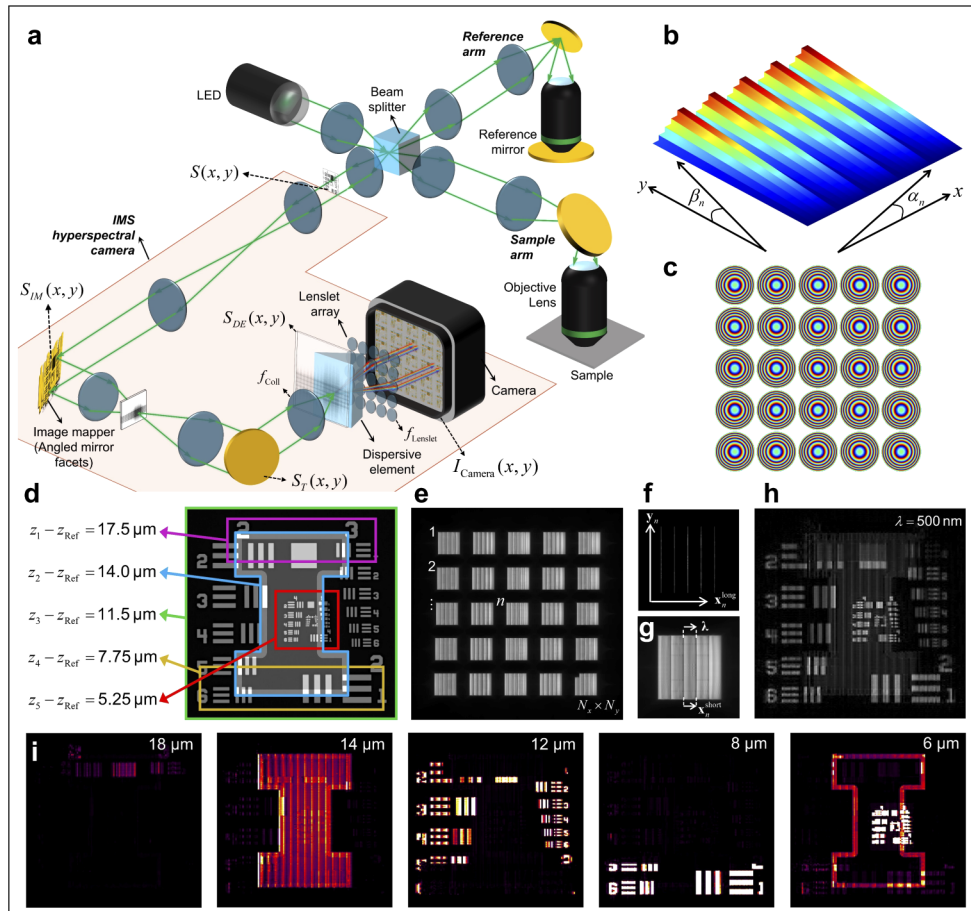 a
LED
Beam
splitter
Reference
arm
Reference
mirror
S(x, y)
IMS
hyperspectral
camera
Sample
arm
Objective
Lens
Sample
S_IM(x, y)
Lenslet
array
S_DE(x, y)
f_Coll
Camera
f_Lenslet
Image mapper
(Angled mirror
facets)
S_T(x, y)
Dispersive
element
I_Camera(x, y)
b
y
β_n
α_n
x
c
d
z_1 − z_Ref = 17.5 µm
z_2 − z_Ref = 14.0 µm
z_3 − z_Ref = 11.5 µm
z_4 − z_Ref = 7.75 µm
z_5 − z_Ref = 5.25 µm
e
1
2
⋮
n
N_x × N_y
f
y_n
x_n^long
g
λ
x_n^short
h
λ = 500 nm
i
18 µm
14 µm
12 µm
8 µm
6 µm